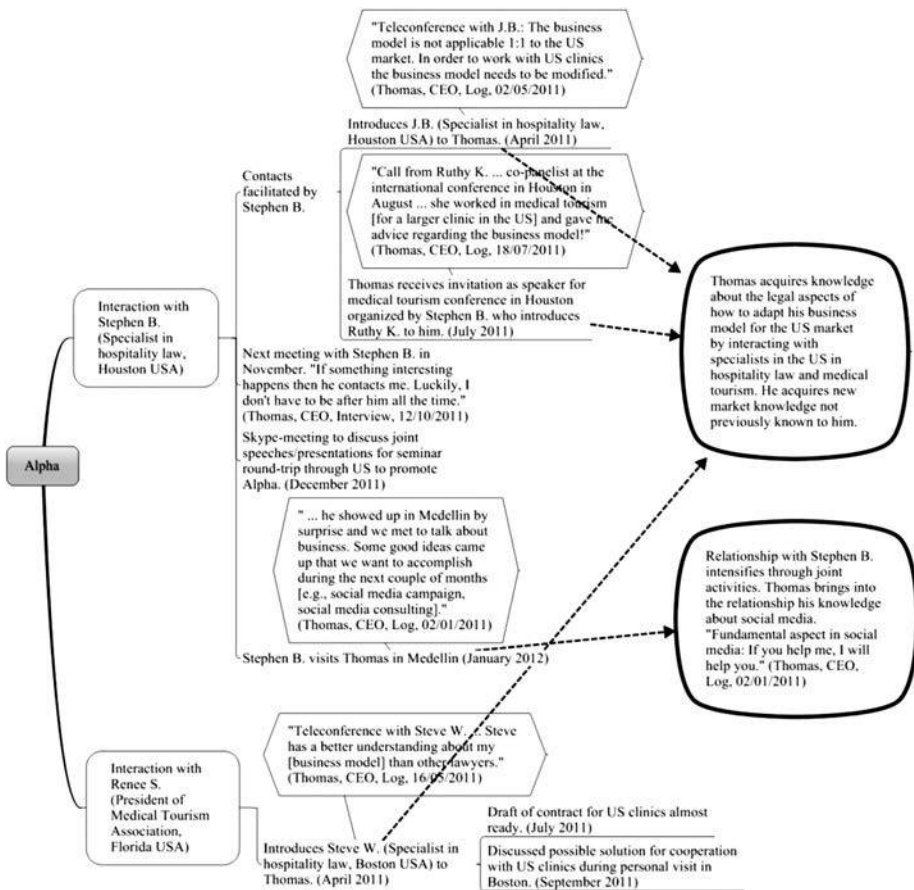 "Teleconference with J.B.: The business
model is not applicable 1:1 to the US
market. In order to work with US clinics
the business model needs to be modified."
(Thomas, CEO, Log, 02/05/2011)
Introduces J.B. (Specialist in hospitality law,
Houston USA) to Thomas. (April 2011)
Contacts
facilitated by
Stephen B.
"Call from Ruthy K. ... co-panelist at the
international conference in Houston in
August ... she worked in medical tourism
[for a larger clinic in the US] and gave me
advice regarding the business model!"
(Thomas, CEO, Log, 18/07/2011)
Thomas receives invitation as speaker for
medical tourism conference in Houston
organized by Stephen B. who introduces
Ruthy K. to him. (July 2011)
Interaction with
Stephen B.
(Specialist in
hospitality law,
Houston USA)
Next meeting with Stephen B. in
November. "If something interesting
happens then he contacts me. Luckily, I
don't have to be after him all the time."
(Thomas, CEO, Interview, 12/10/2011)
Skype-meeting to discuss joint
speeches/presentations for seminar
round-trip through US to promote
Alpha. (December 2011)
Alpha
" ... he showed up in Medellin by
surprise and we met to talk about
business. Some good ideas came
up that we want to accomplish
during the next couple of months
[e.g., social media campaign,
social media consulting]."
(Thomas, CEO, Log, 02/01/2011)
Stephen B. visits Thomas in Medellin (January 2012)
Thomas acquires knowledge
about the legal aspects of
how to adapt his business
model for the US market
by interacting with
specialists in the US in
hospitality law and medical
tourism. He acquires new
market knowledge not
previously known to him.
Relationship with Stephen B.
intensifies through joint
activities. Thomas brings into
the relationship his knowledge
about social media.
"Fundamental aspect in social
media: If you help me, I will
help you." (Thomas, CEO,
Log, 02/01/2011)
Interaction with
Renee S.
(President of
Medical Tourism
Association,
Florida USA)
"Teleconference with Steve W. ... Steve
has a better understanding about my
[business model] than other lawyers."
(Thomas, CEO, Log, 16/05/2011)
Introduces Steve W. (Specialist in
hospitality law, Boston USA) to
Thomas. (April 2011)
Draft of contract for US clinics almost
ready. (July 2011)
Discussed possible solution for cooperation
with US clinics during personal visit in
Boston. (September 2011)